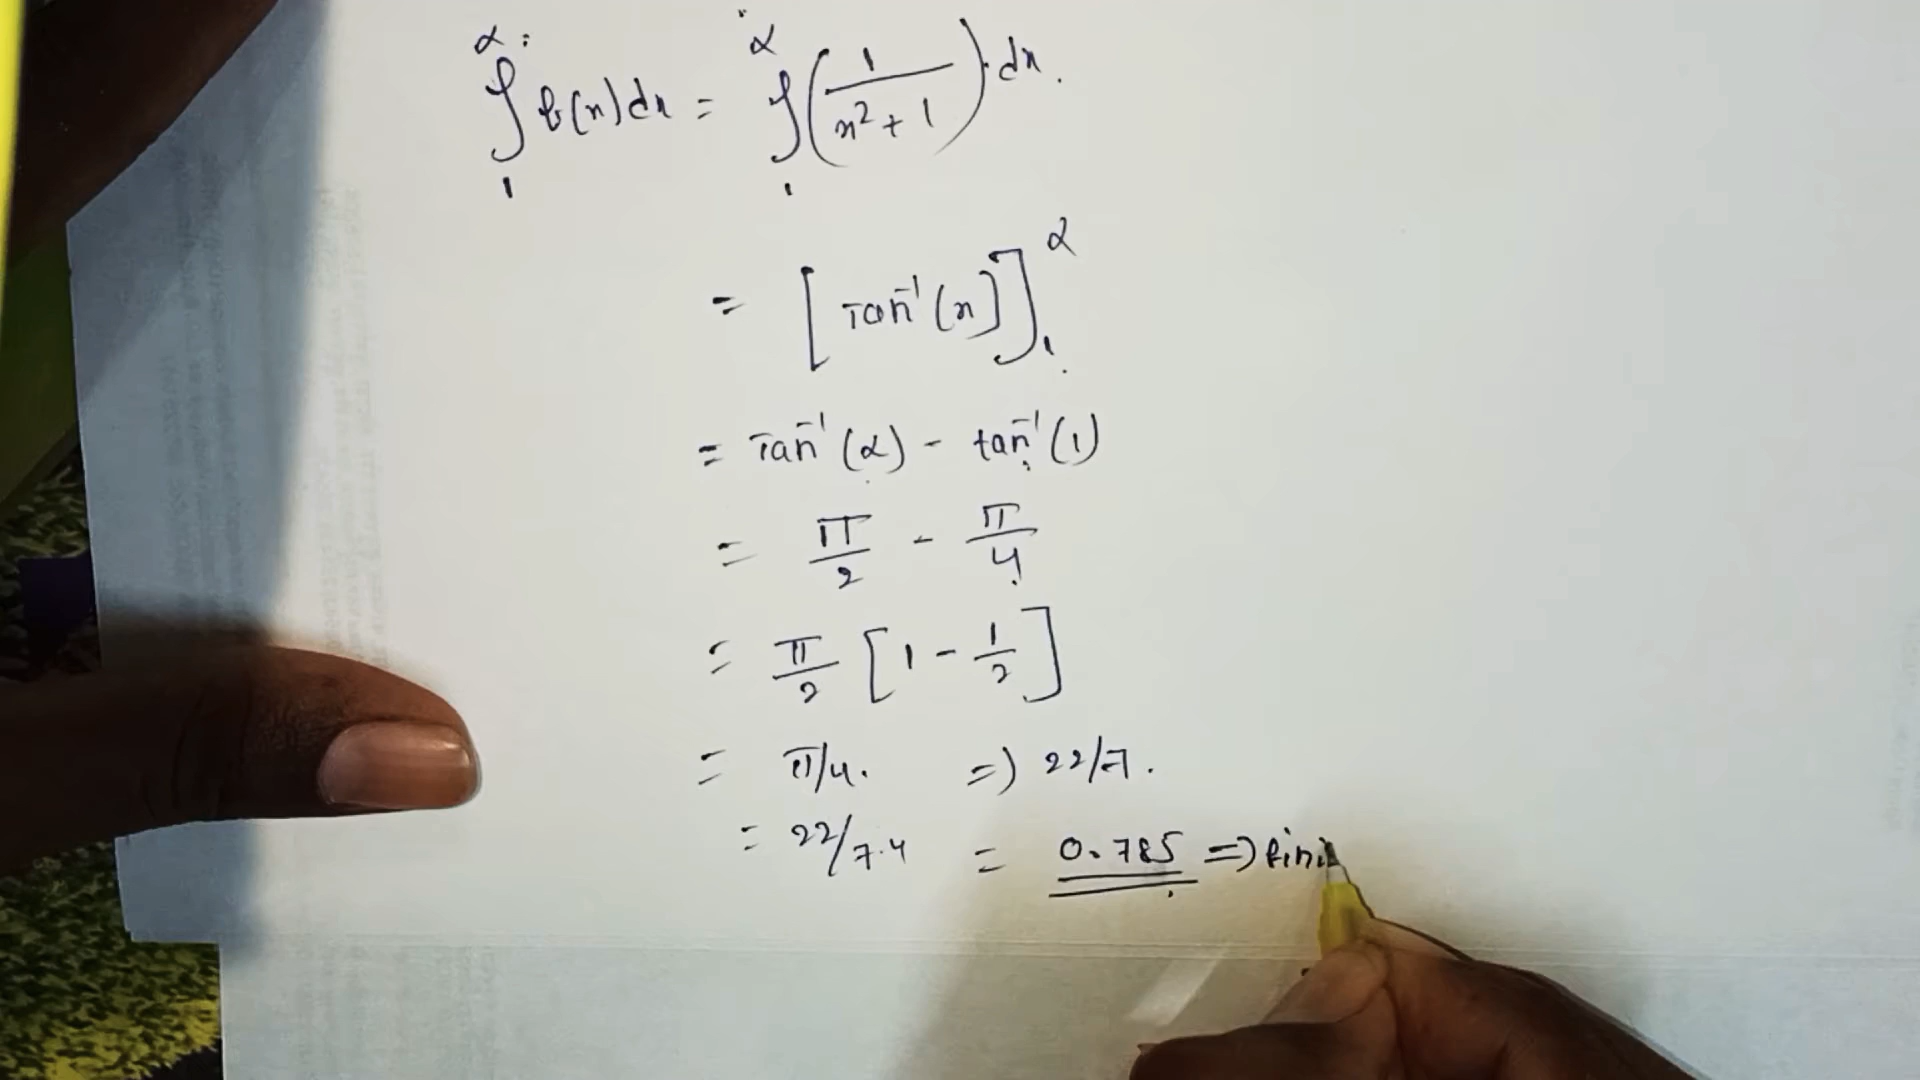 ∫₁^α f(x)dx = ∫₁^α (1/(x²+1)) dx.
= [Tan⁻¹(x)]₁^α
= Tan⁻¹(α) - tan⁻¹(1)
= π/2 - π/4
= π/2 [1 - 1/2]
= π/4. => 22/7.
= 22/7.4 = 0.785 => fini